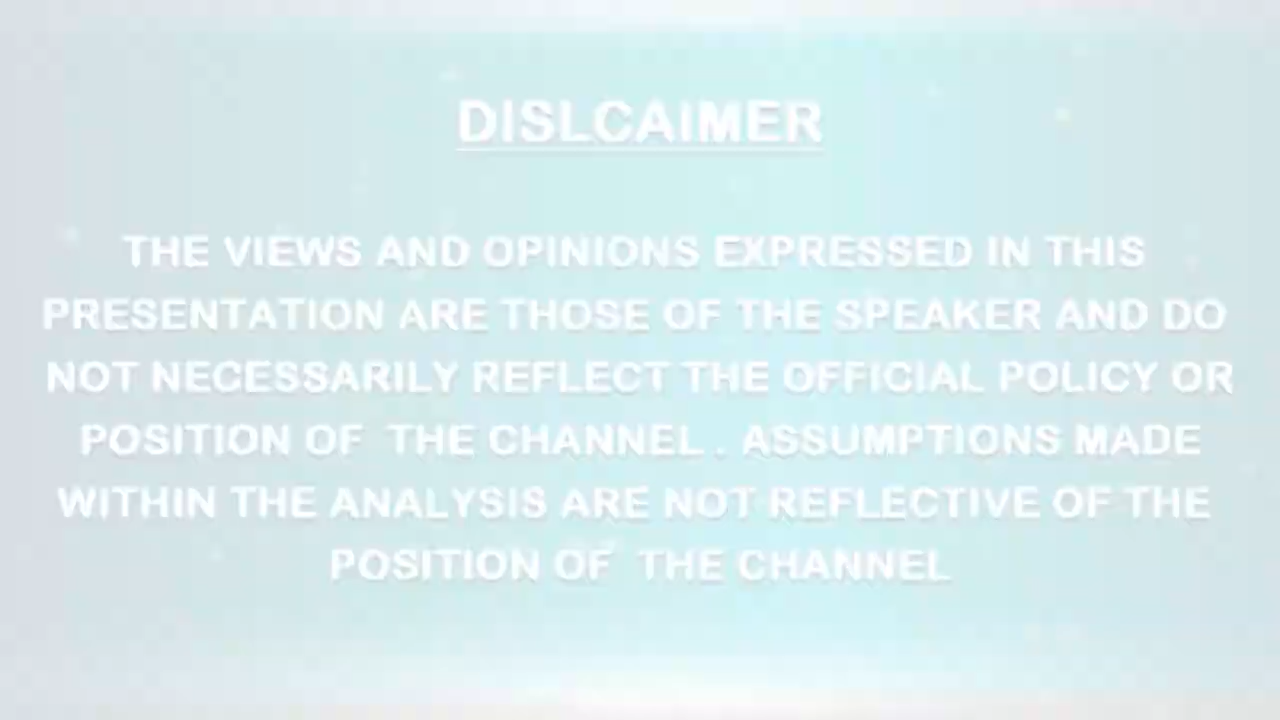 DISLCAIMER
THE VIEWS AND OPINIONS EXPRESSED IN THIS
PRESENTATION ARE THOSE OF THE SPEAKER AND DO
NOT NECESSARILY REFLECT THE OFFICIAL POLICY OR
POSITION OF THE CHANNEL . ASSUMPTIONS MADE
WITHIN THE ANALYSIS ARE NOT REFLECTIVE OF THE
POSITION OF THE CHANNEL